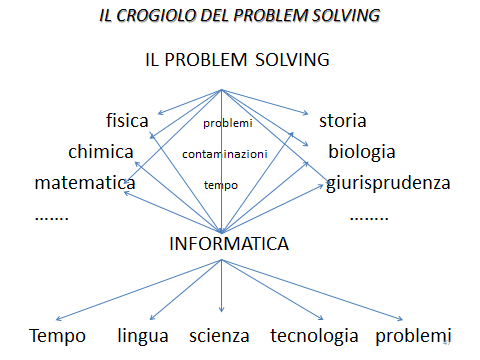 IL CROGIOLO DEL PROBLEM SOLVING
IL PROBLEM SOLVING
fisica problemi storia
chimica contaminazioni biologia
matematica tempo giurisprudenza
....... ........
INFORMATICA
Tempo lingua scienza tecnologia problemi